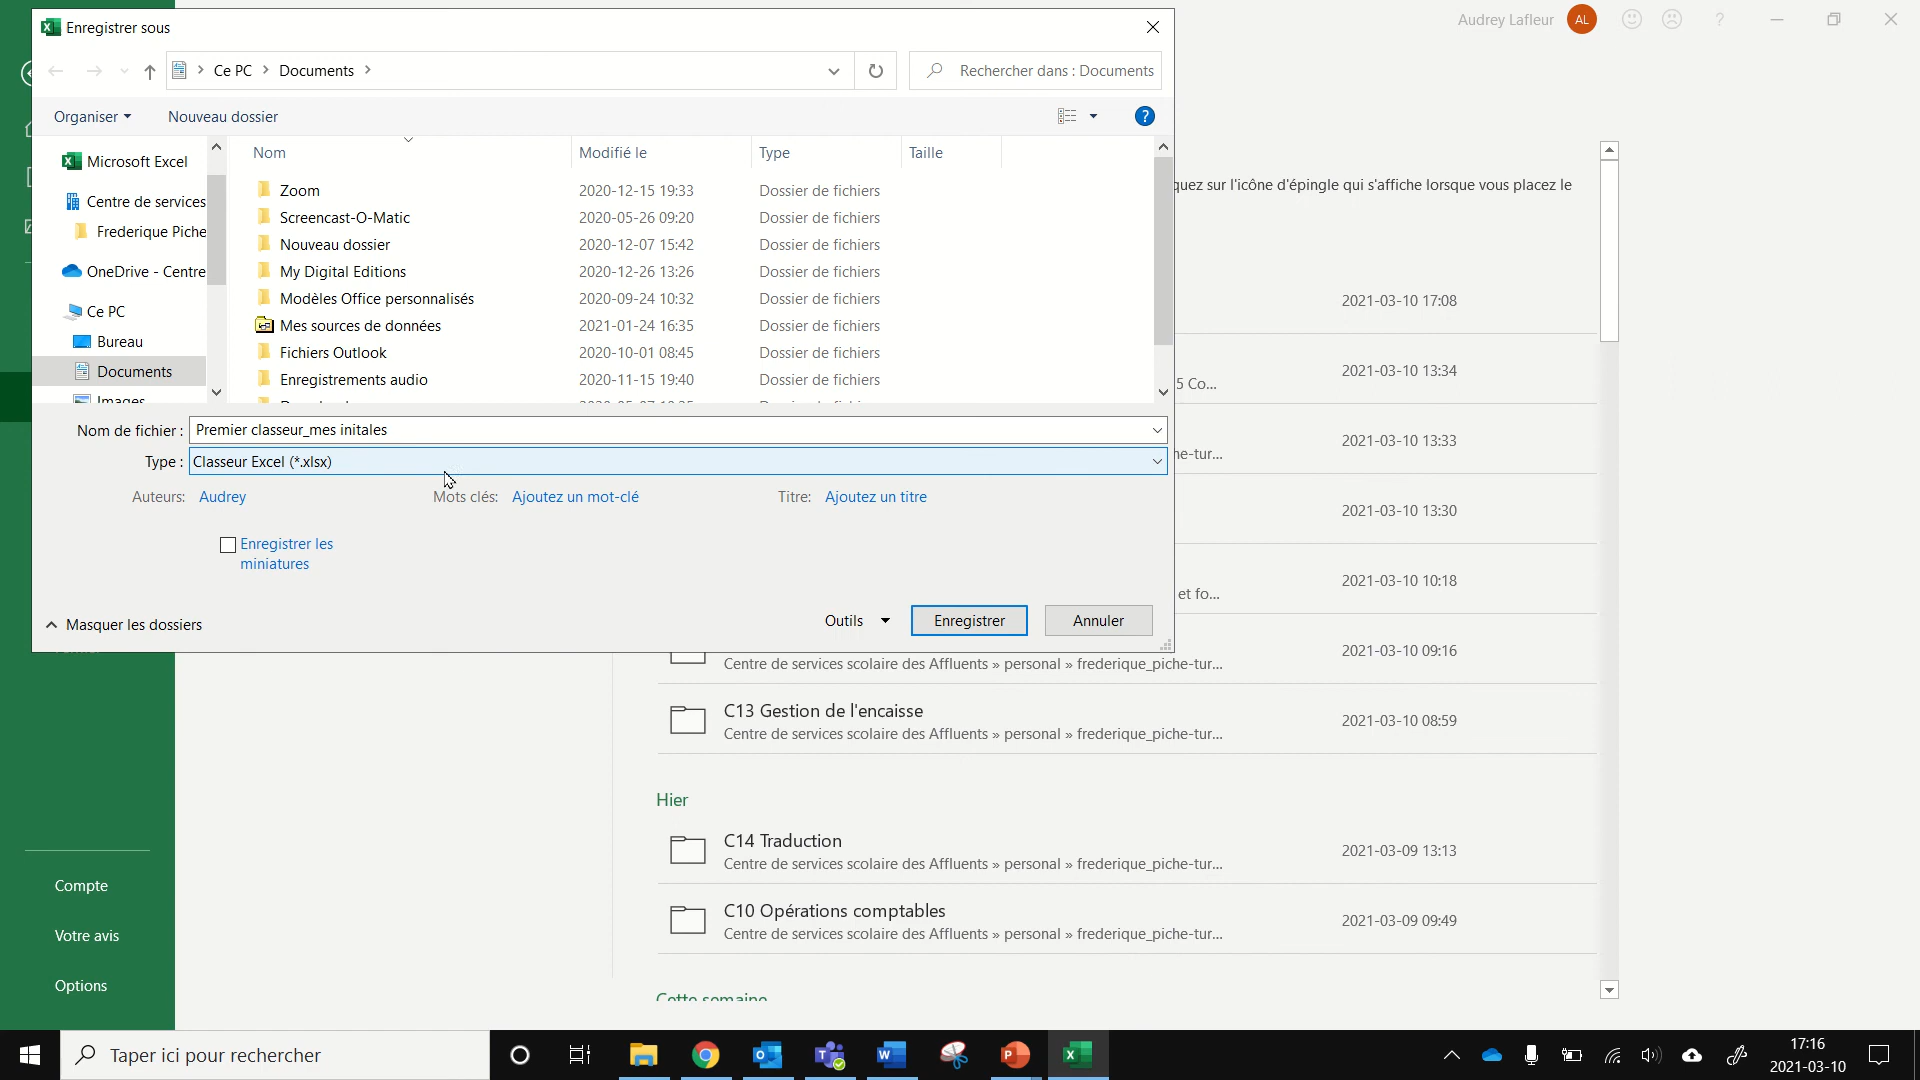 Enregistrer sous
Audrey Lafleur AL
Ce PC > Documents >
Rechercher dans : Documents
Organiser
Nouveau dossier
Microsoft Excel
Centre de services
Frederique Piche
OneDrive - Centre
Ce PC
Bureau
Documents
Images
Nom Modifié le Type Taille
Zoom 2020-12-15 19:33 Dossier de fichiers
Screencast-O-Matic 2020-05-26 09:20 Dossier de fichiers
Nouveau dossier 2020-12-07 15:42 Dossier de fichiers
My Digital Editions 2020-12-26 13:26 Dossier de fichiers
Modèles Office personnalisés 2020-09-24 10:32 Dossier de fichiers
Mes sources de données 2021-01-24 16:35 Dossier de fichiers
Fichiers Outlook 2020-10-01 08:45 Dossier de fichiers
Enregistrements audio 2020-11-15 19:40 Dossier de fichiers
Nom de fichier : Premier classeur_mes initales
Type : Classeur Excel (*.xlsx)
Auteurs: Audrey Mots clés: Ajoutez un mot-clé Titre: Ajoutez un titre
Enregistrer les
miniatures
Masquer les dossiers
Outils
Enregistrer
Annuler
quez sur l'icône d'épingle qui s'affiche lorsque vous placez le
2021-03-10 17:08
2021-03-10 13:34
5 Co...
2021-03-10 13:33
ne-tur...
2021-03-10 13:30
2021-03-10 10:18
et fo...
2021-03-10 09:16
Centre de services scolaire des Affluents » personal » frederique_piche-tur...
C13 Gestion de l'encaisse 2021-03-10 08:59
Centre de services scolaire des Affluents » personal » frederique_piche-tur...
Hier
C14 Traduction 2021-03-09 13:13
Centre de services scolaire des Affluents » personal » frederique_piche-tur...
C10 Opérations comptables 2021-03-09 09:49
Centre de services scolaire des Affluents » personal » frederique_piche-tur...
Cette semaine
Compte
Votre avis
Options
Taper ici pour rechercher
17:16
2021-03-10